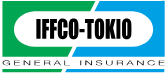 IFFCO-TOKIO
GENERAL INSURANCE